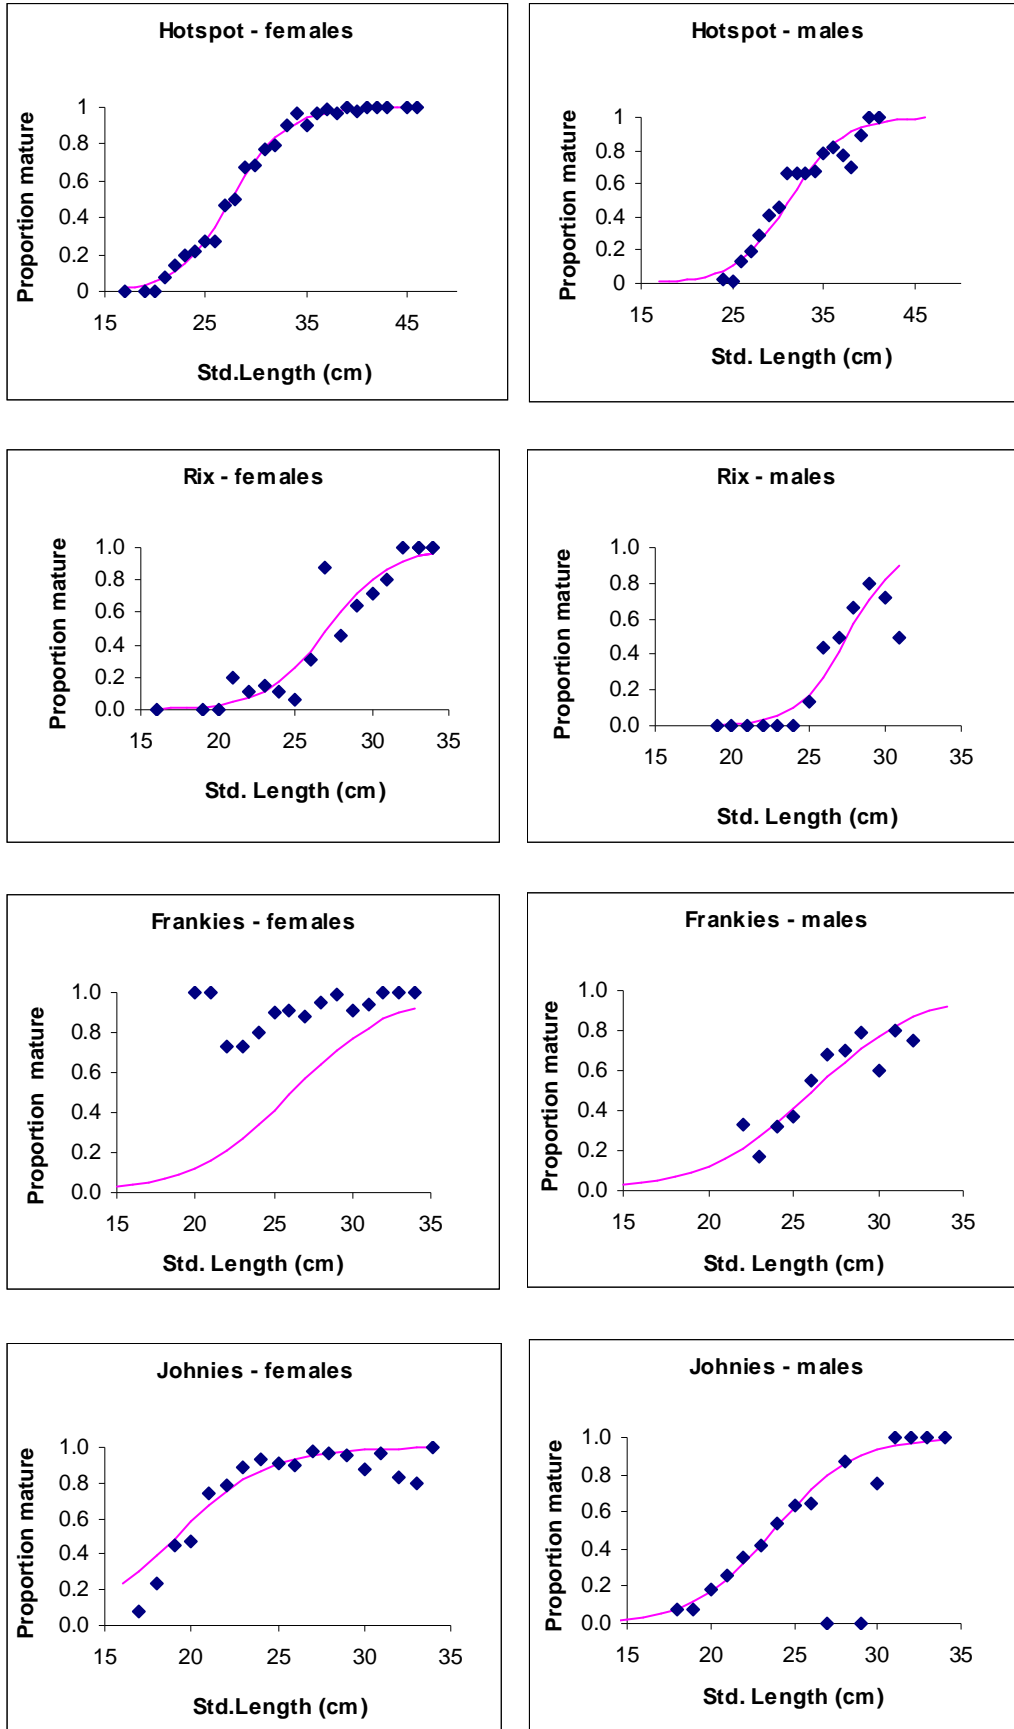 Hotspot - females
Proportion mature
1
0.8
0.6
0.4
0.2
0
15 25 35 45
Std.Length (cm)
Hotspot - males
Proportion mature
1
0.8
0.6
0.4
0.2
0
15 25 35 45
Std. Length (cm)
Rix - females
Proportion mature
1.0
0.8
0.6
0.4
0.2
0.0
15 20 25 30 35
Std. Length (cm)
Rix - males
Proportion mature
1.0
0.8
0.6
0.4
0.2
0.0
15 20 25 30 35
Std. Length (cm)
Frankies - females
Proportion mature
1.0
0.8
0.6
0.4
0.2
0.0
15 20 25 30 35
Std. Length (cm)
Frankies - males
Proportion mature
1.0
0.8
0.6
0.4
0.2
0.0
15 20 25 30 35
Std. Length (cm)
Johnies - females
Proportion mature
1.0
0.8
0.6
0.4
0.2
0.0
15 20 25 30 35
Std.Length (cm)
Johnies - males
Proportion mature
1.0
0.8
0.6
0.4
0.2
0.0
15 20 25 30 35
Std. Length (cm)